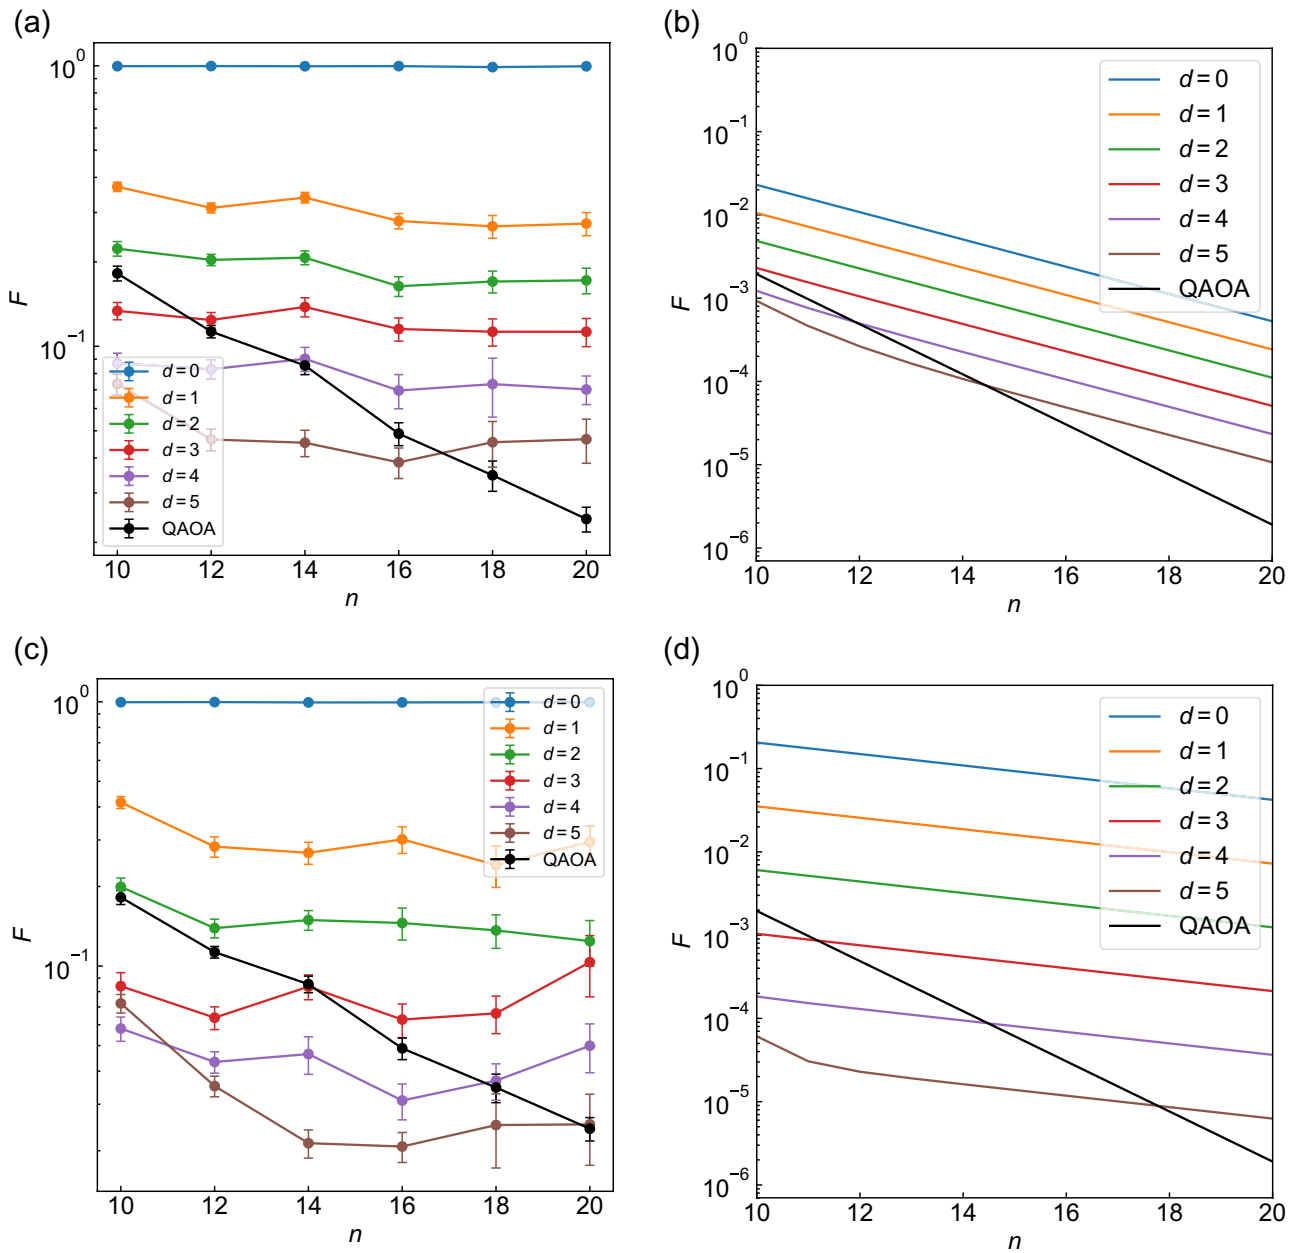 (a)
10^0
10^-1
F
d = 0
d = 1
d = 2
d = 3
d = 4
d = 5
QAOA
10 12 14 16 18 20
n
(b)
10^0
10^-1
10^-2
10^-3
10^-4
10^-5
10^-6
F
d = 0
d = 1
d = 2
d = 3
d = 4
d = 5
QAOA
10 12 14 16 18 20
n
(c)
10^0
10^-1
F
d = 0
d = 1
d = 2
d = 3
d = 4
d = 5
QAOA
10 12 14 16 18 20
n
(d)
10^0
10^-1
10^-2
10^-3
10^-4
10^-5
10^-6
F
d = 0
d = 1
d = 2
d = 3
d = 4
d = 5
QAOA
10 12 14 16 18 20
n